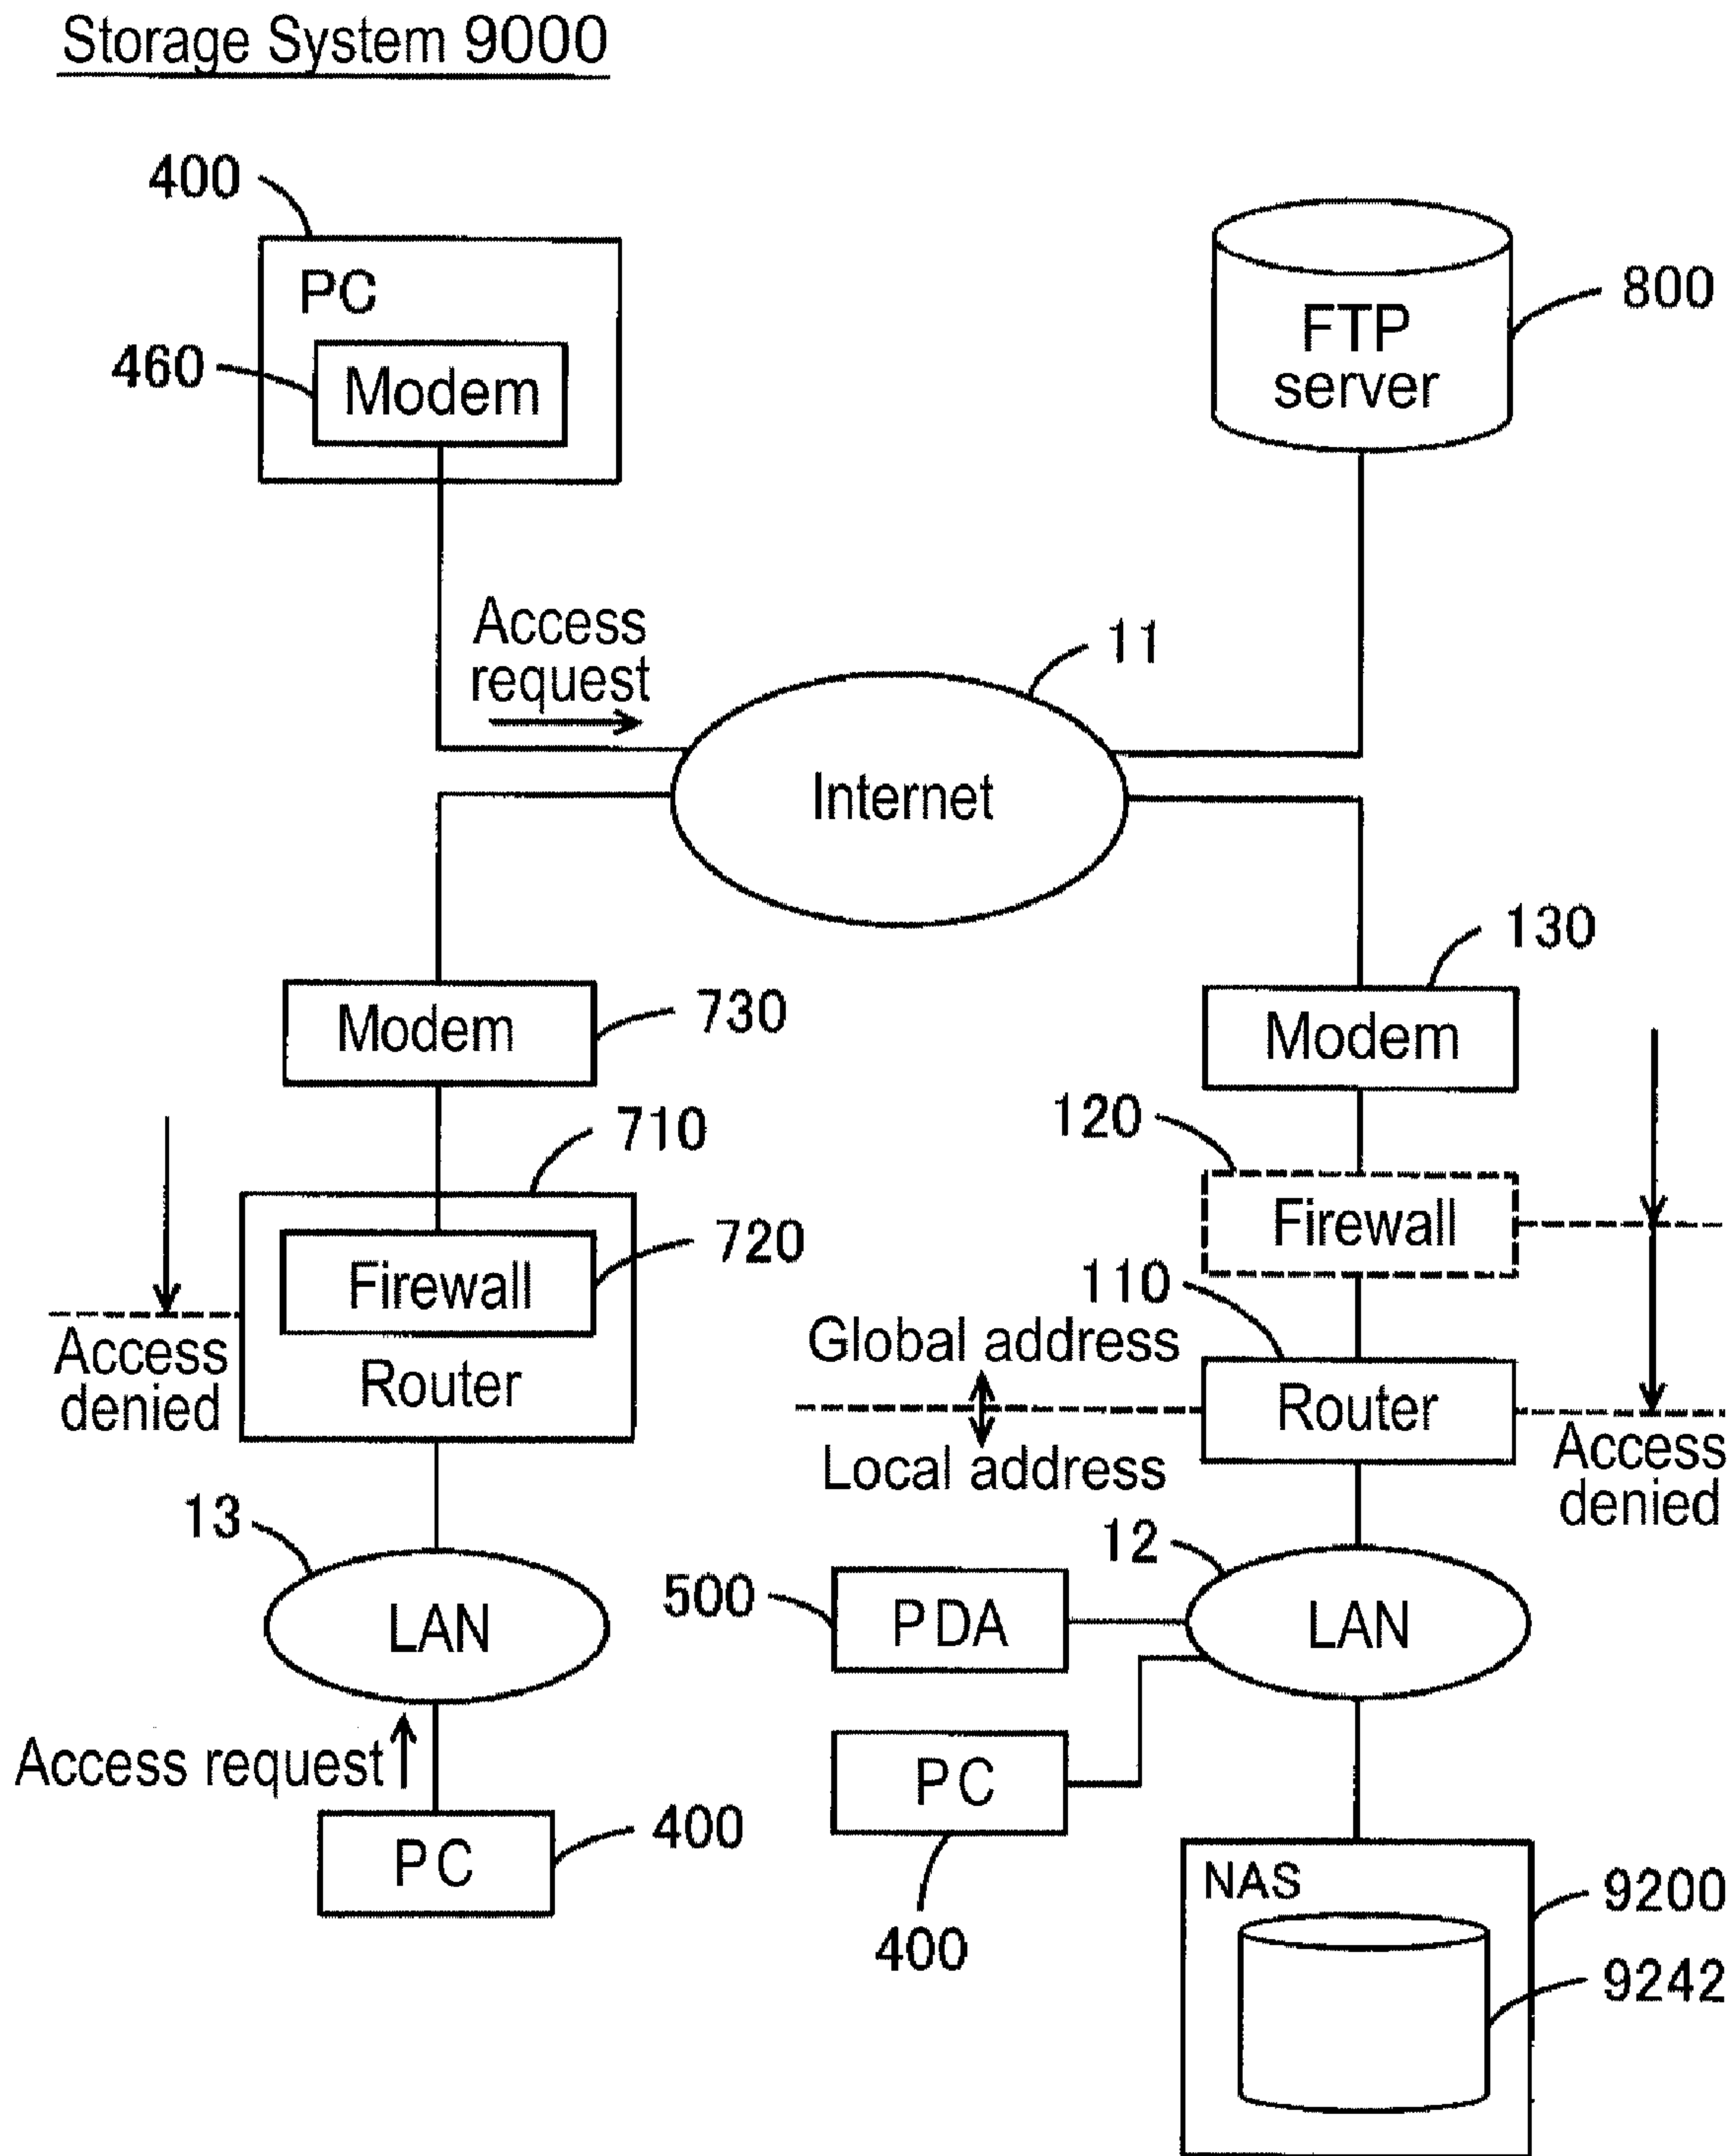 Storage System 9000
400
PC
460
Modem
800
FTP
server
Access
request
11
Internet
130
Modem
730
Modem
120
710
Firewall
720
Firewall
110
Global address
Access
denied
Router
Router
Local address
Access
denied
13
12
500
PDA
LAN
LAN
Access request
PC
400
PC
NAS
9200
400
9242